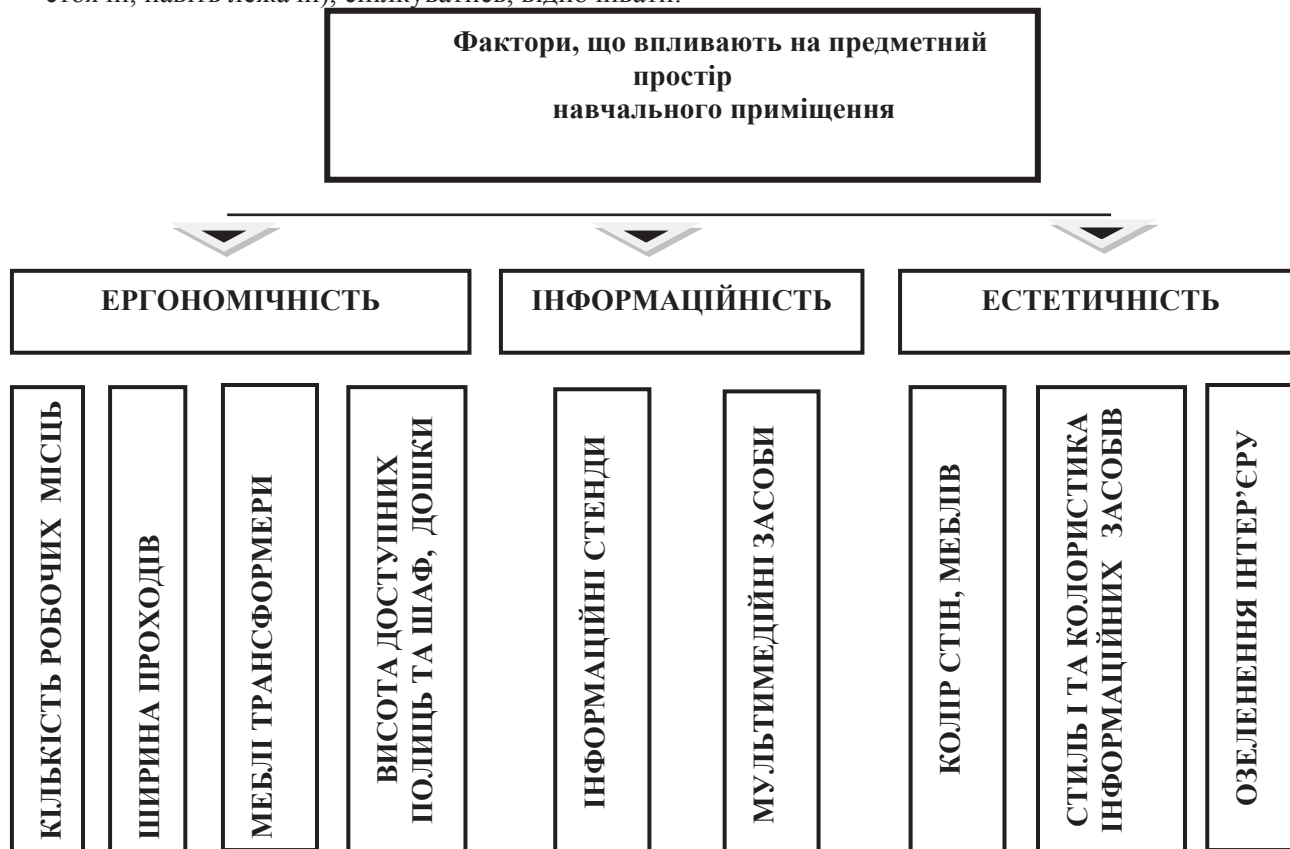 Фактори, що впливають на предметний
простір
навчального приміщення
ЕРГОНОМІЧНІСТЬ
ІНФОРМАЦІЙНІСТЬ
ЕСТЕТИЧНІСТЬ
КІЛЬКІСТЬ РОБОЧИХ МІСЦЬ
ШИРИНА ПРОХОДІВ
МЕБЛІ ТРАНСФОРМЕРИ
ВИСОТА ДОСТУПНИХ
ПОЛИЦЬ ТА ШАФ, ДОШКИ
ІНФОРМАЦІЙНІ СТЕНДИ
МУЛЬТИМЕДІЙНІ ЗАСОБИ
КОЛІР СТІН, МЕБЛІВ
СТИЛЬ І ТА КОЛОРИСТИКА
ІНФОРМАЦІЙНИХ ЗАСОБІВ
ОЗЕЛЕНЕННЯ ІНТЕР’ЄРУ